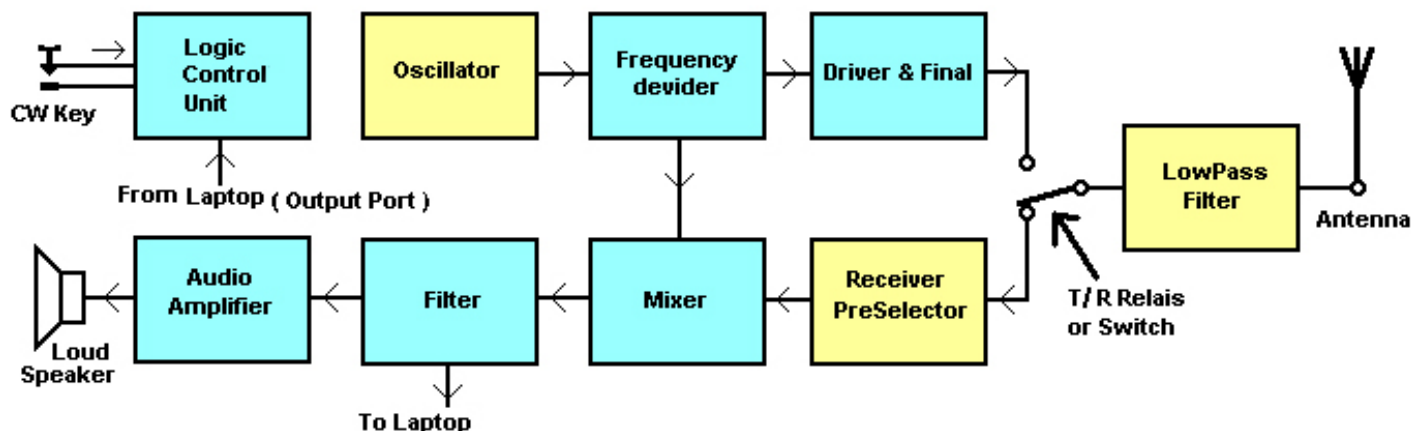 Logic
Control
Unit
Oscillator
Frequency
devider
Driver & Final
CW Key
LowPass
Filter
From Laptop ( Output Port )
Antenna
Audio
Amplifier
Filter
Mixer
Receiver
PreSelector
T/R Relais
or Switch
Loud
Speaker
To Laptop